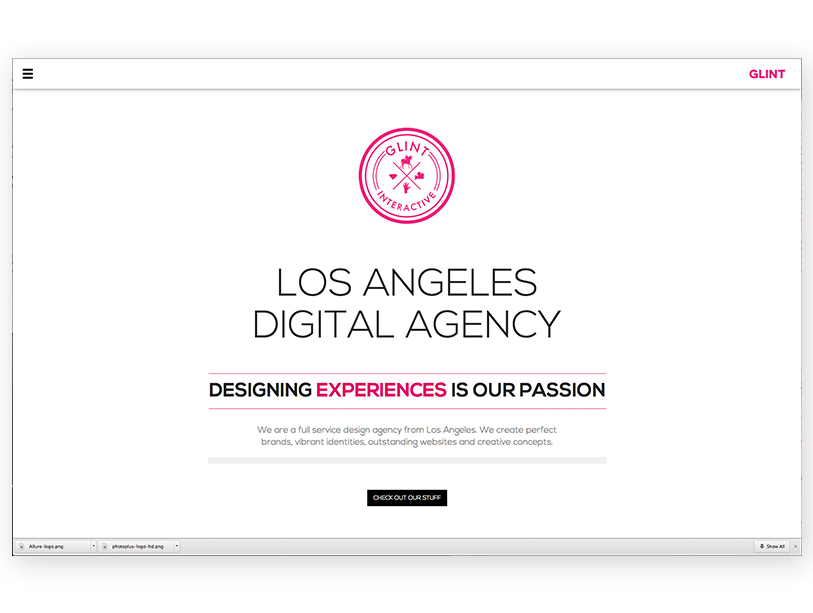 GLINT
GLINT
INTERACTIVE
LOS ANGELES
DIGITAL AGENCY
DESIGNING EXPERIENCES IS OUR PASSION
We are a full service design agency from Los Angeles. We create perfect
brands, vibrant identities, outstanding websites and creative concepts.
CHECK OUT OUR STUFF
Allure-logo.png
photoplus-logo-hd.png
Show All